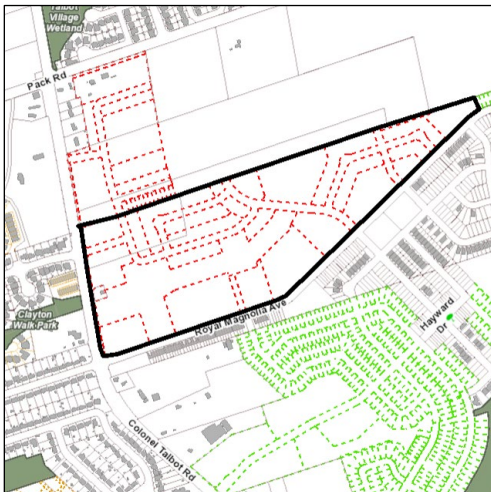 Talbot
Village
Wetland
Pack Rd
Clayton
Walk Park
Royal Magnolia Ave
Hayward
Dr
Colonel Talbot Rd